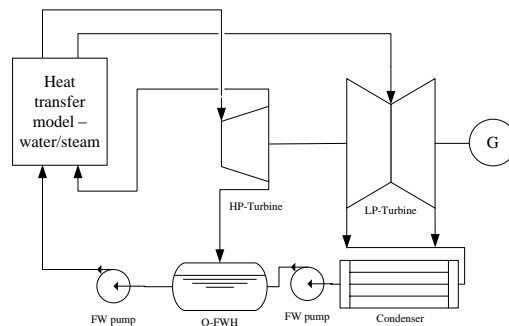 Heat
transfer
model –
water/steam
G
HP-Turbine
LP-Turbine
FW pump
O-FWH
FW pump
Condenser